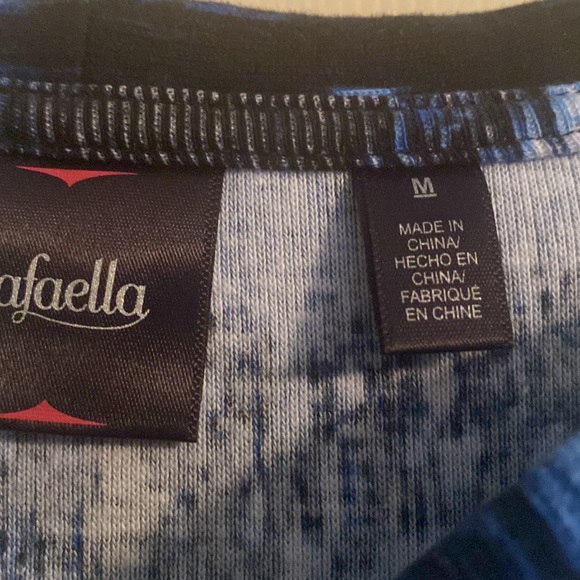 afaella
M
MADE IN
CHINA/
HECHO EN
CHINA/
FABRIQUÉ
EN CHINE